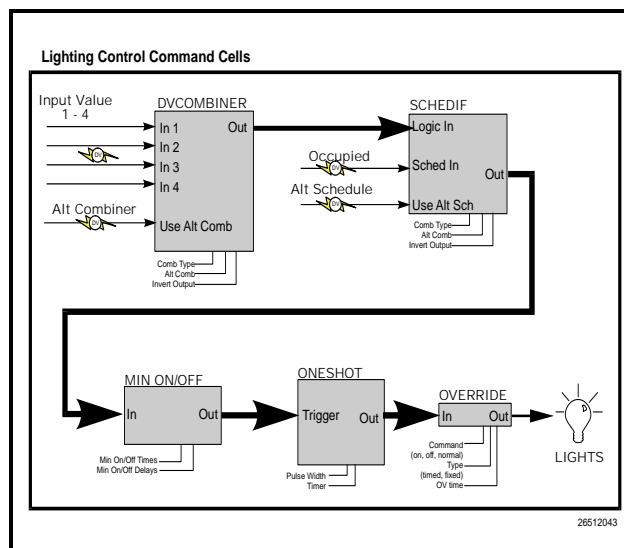 Lighting Control Command Cells
Input Value
1 - 4
DVCOMBINER
In 1
Out
In 2
DV
In 3
In 4
Alt Combiner
DV
Use Alt Comb
Comb Type
Alt Comb
Invert Output
SCHEDIF
Logic In
Occupied
DV
Sched In
Out
Alt Schedule
DV
Use Alt Sch
Comb Type
Alt Comb
Invert Output
MIN ON/OFF
In
Out
Min On/Off Times
Min On/Off Delays
ONESHOT
Trigger
Out
Pulse Width
Timer
OVERRIDE
In
Out
Command
(on, off, normal)
Type
(timed, fixed)
OV time
LIGHTS
26512043